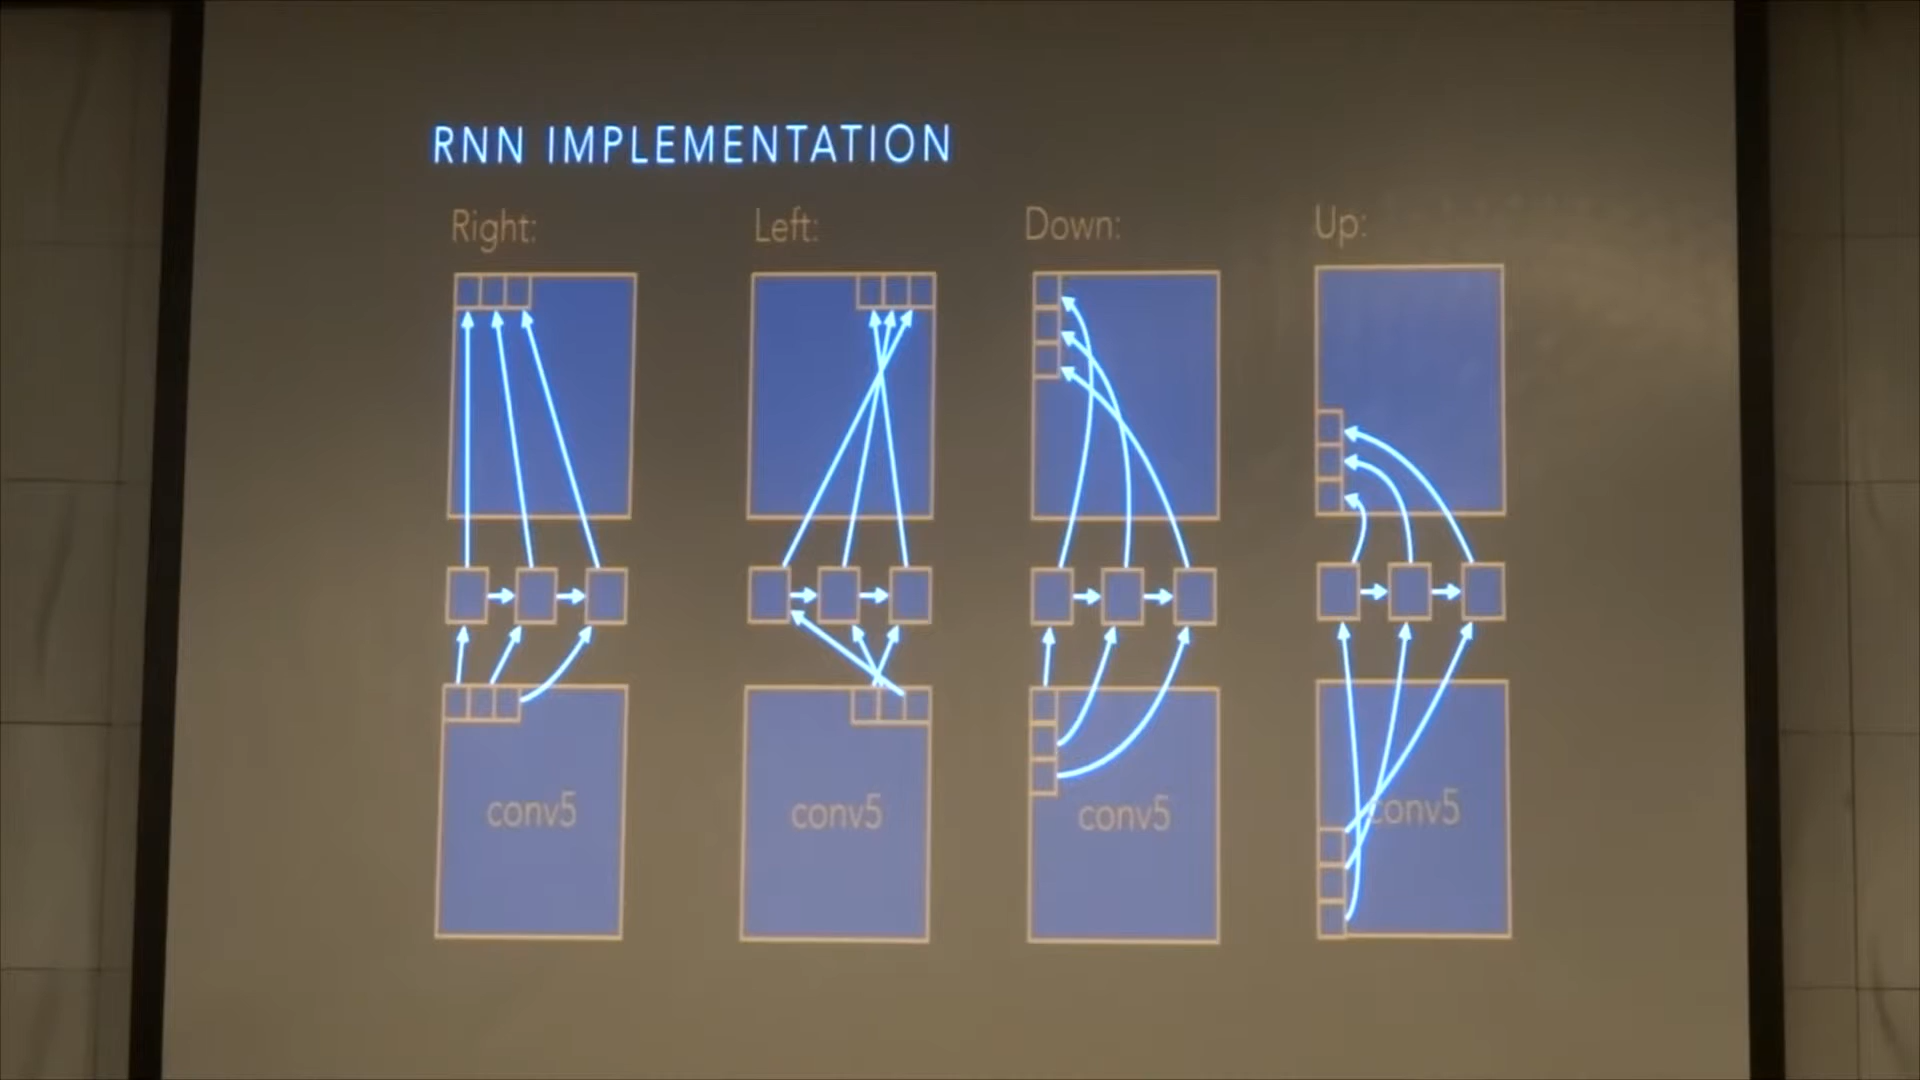 RNN IMPLEMENTATION
Right:
Left:
Down:
Up:
conv5
conv5
conv5
conv5